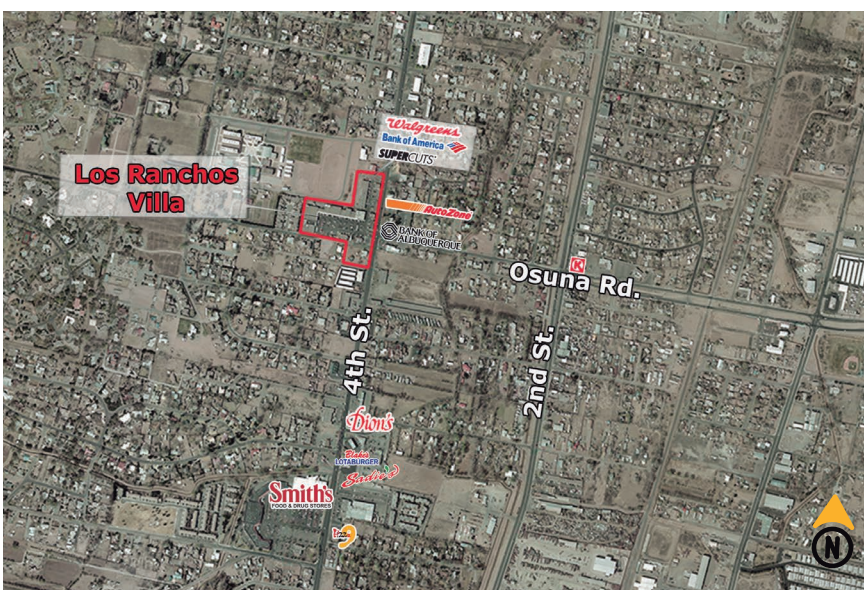 Walgreens
Bank of America
SUPERCUTS
Los Ranchos
Villa
AutoZone
BANK OF
ALBUQUERQUE
K
Osuna Rd.
4th St.
2nd St.
Dion's
Blake's
LOTABURGER
Sadie's
Smith's
FOOD & DRUG STORES
N